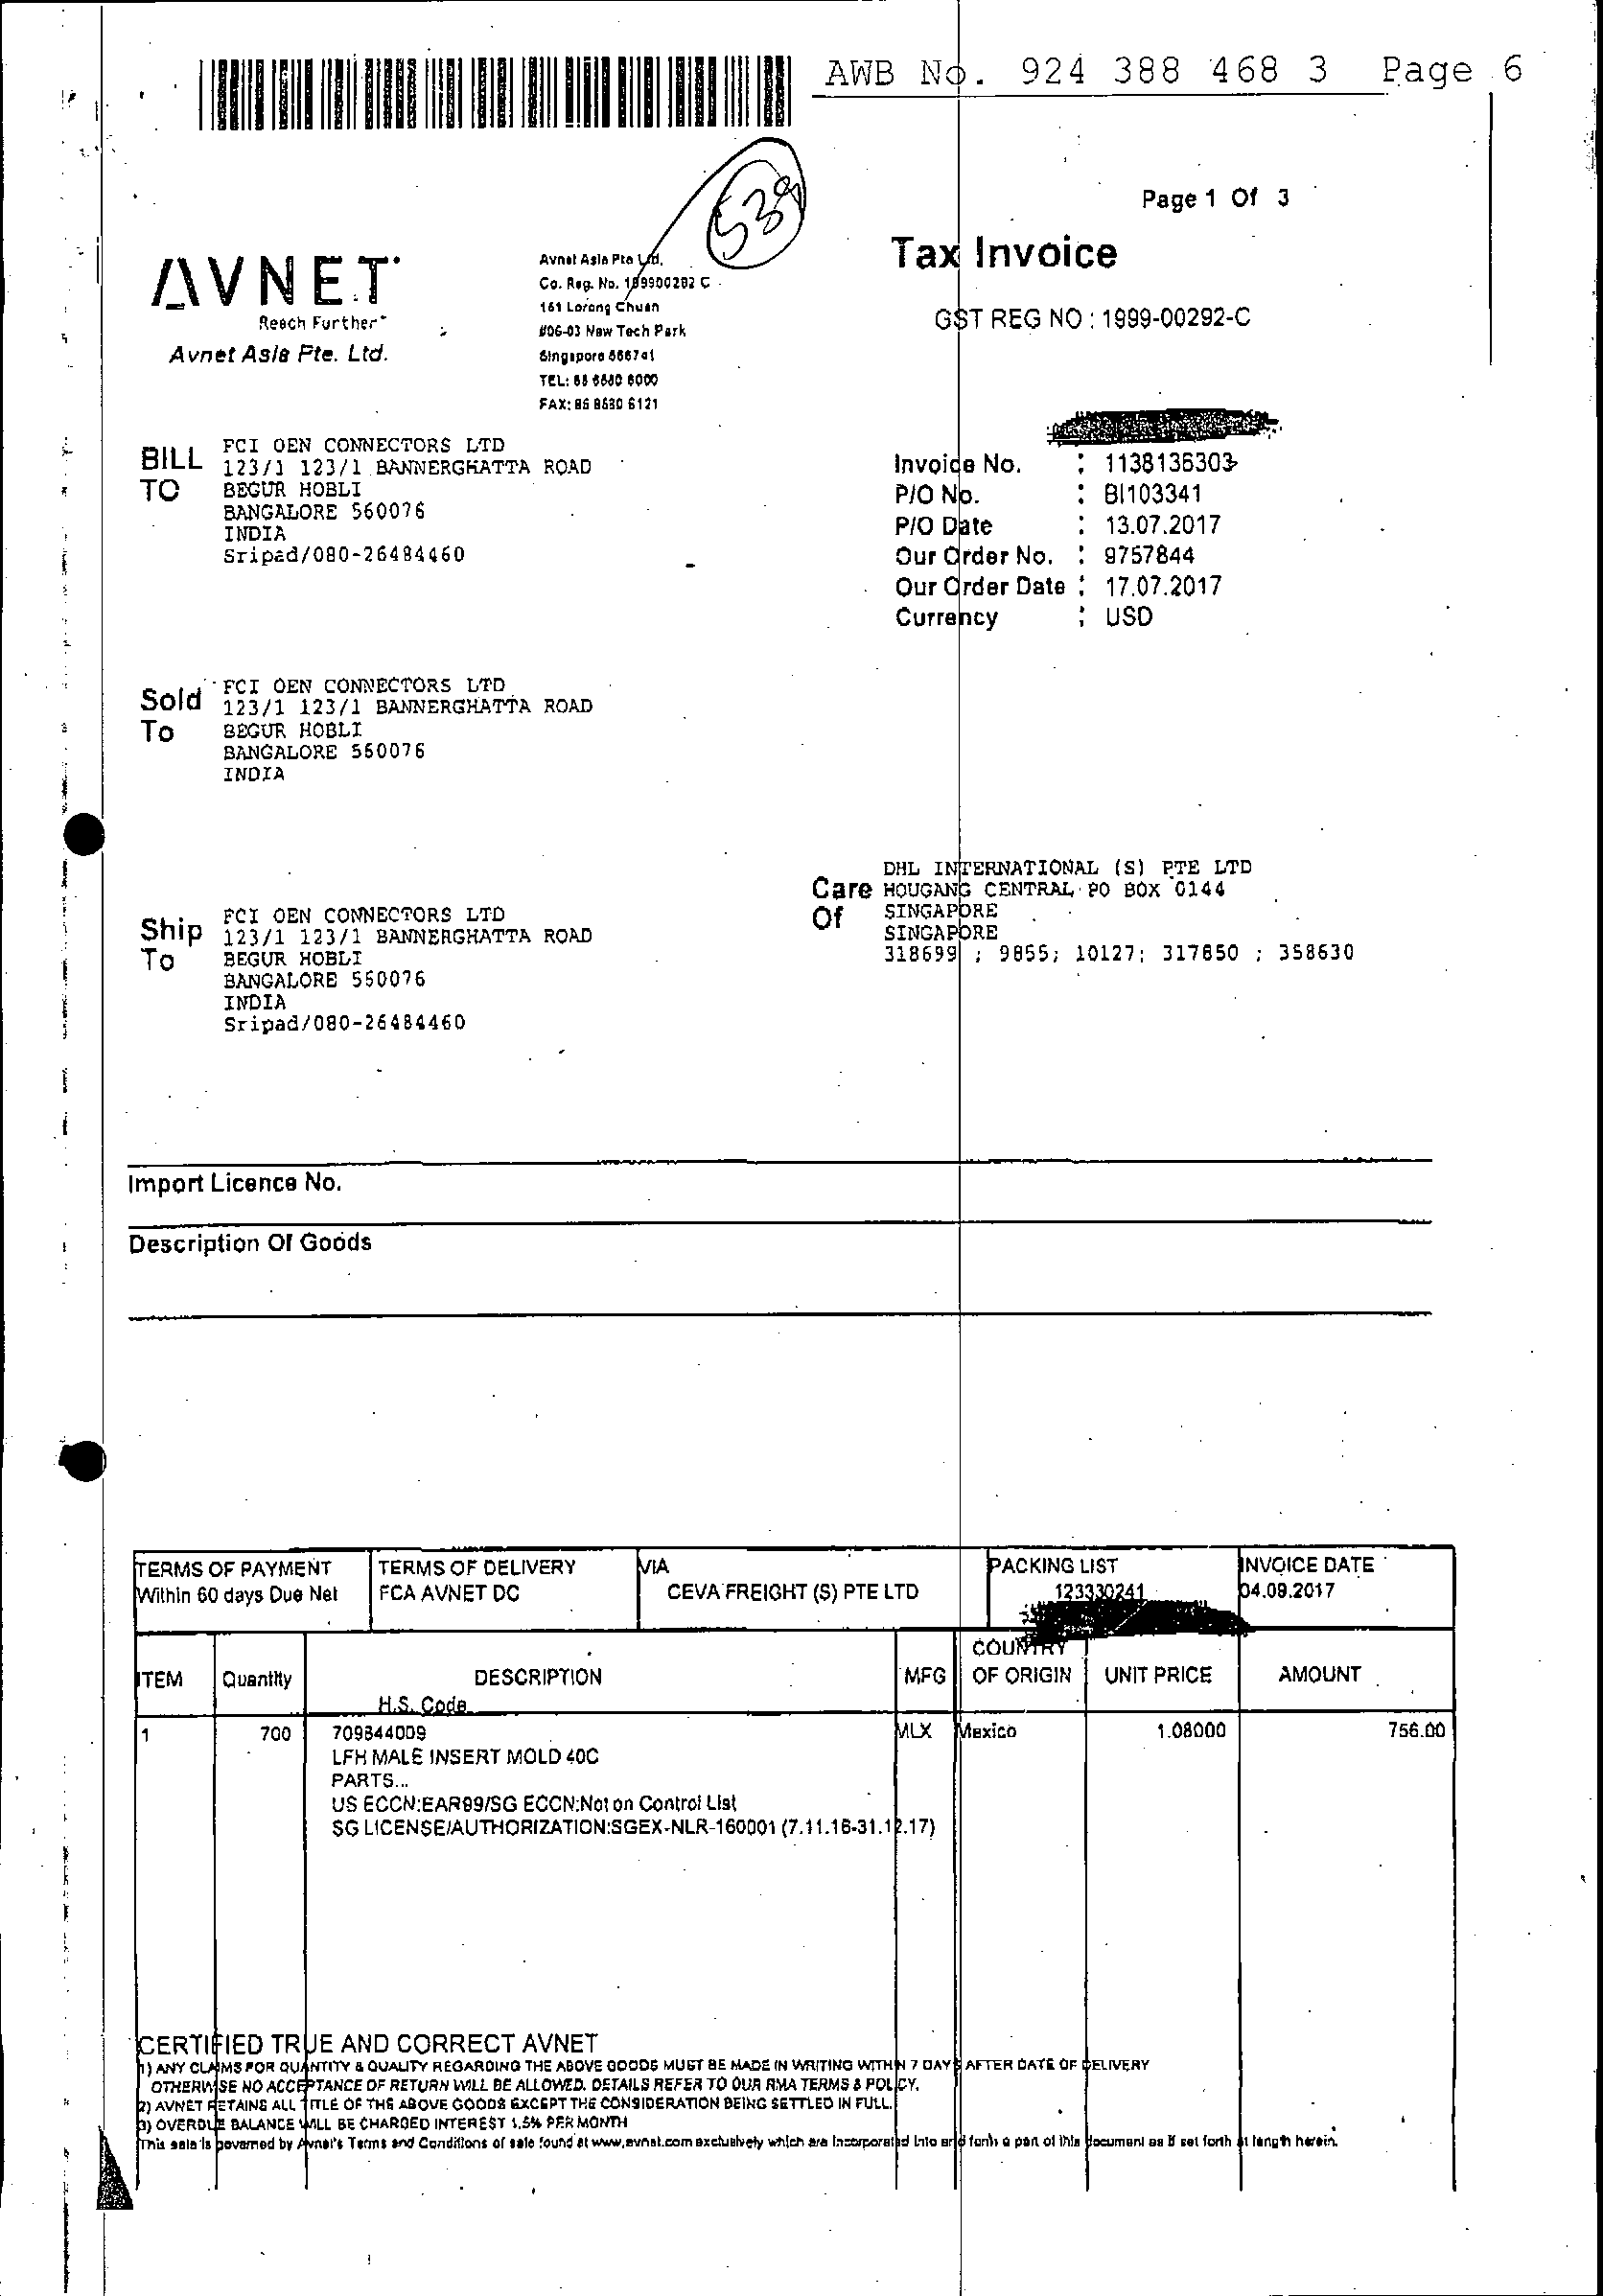 AWB No. 924 388 468 3 Page 6
539
Page 1 Of 3
Tax Invoice
GST REG NO : 1999-00292-C
AVNET
Reach Further
Avnet Asia Pte. Ltd.
Avnet Asia Pte Ltd.
Co. Reg. No. 199900292 C
151 Lorong Chuan
#06-03 New Tech Park
Singapore 556741
TEL: 65 6580 6000
FAX: 65 6580 6121
BILL TO
FCI OEN CONNECTORS LTD
123/1 123/1 BANNERGHATTA ROAD
BEGUR HOBLI
BANGALORE 560076
INDIA
Sripad/080-26484460
Invoice No. : 1138136303
P/O No. : BI103341
P/O Date : 13.07.2017
Our Order No. : 9757844
Our Order Date : 17.07.2017
Currency : USD
Sold To
FCI OEN CONNECTORS LTD
123/1 123/1 BANNERGHATTA ROAD
BEGUR HOBLI
BANGALORE 560076
INDIA
Ship To
FCI OEN CONNECTORS LTD
123/1 123/1 BANNERGHATTA ROAD
BEGUR HOBLI
BANGALORE 560076
INDIA
Sripad/080-26484460
Care Of
DHL INTERNATIONAL (S) PTE LTD
HOUGANG CENTRAL PO BOX 0144
SINGAPORE
SINGAPORE
318699 ; 9855; 10127; 317850 ; 358630
Import Licence No.
Description Of Goods
TERMS OF PAYMENT TERMS OF DELIVERY VIA PACKING LIST INVOICE DATE
Within 60 days Due Net FCA AVNET DC CEVA FREIGHT (S) PTE LTD 123330241 04.09.2017
ITEM Quantity DESCRIPTION MFG COUNTRY OF ORIGIN UNIT PRICE AMOUNT
H.S. Code
1 700 709844009 MLX Mexico 1.08000 756.00
LFH MALE INSERT MOLD 40C
PARTS...
US ECCN:EAR99/SG ECCN:Not on Control List
SG LICENSE/AUTHORIZATION:SGEX-NLR-160001 (7.11.16-31.12.17)
CERTIFIED TRUE AND CORRECT AVNET
1) ANY CLAIMS FOR QUANTITY & QUALITY REGARDING THE ABOVE GOODS MUST BE MADE IN WRITING WITHIN 7 DAYS AFTER DATE OF DELIVERY
OTHERWISE NO ACCEPTANCE OF RETURN WILL BE ALLOWED. DETAILS REFER TO OUR RMA TERMS & POLICY.
2) AVNET RETAINS ALL TITLE OF THE ABOVE GOODS EXCEPT THE CONSIDERATION BEING SETTLED IN FULL.
3) OVERDUE BALANCE WILL BE CHARGED INTEREST 1.5% PER MONTH
This sale is governed by Avnet's Terms and Conditions of sale found at www.avnet.com exclusively which are incorporated into and form a part of this document as if set forth at length herein.